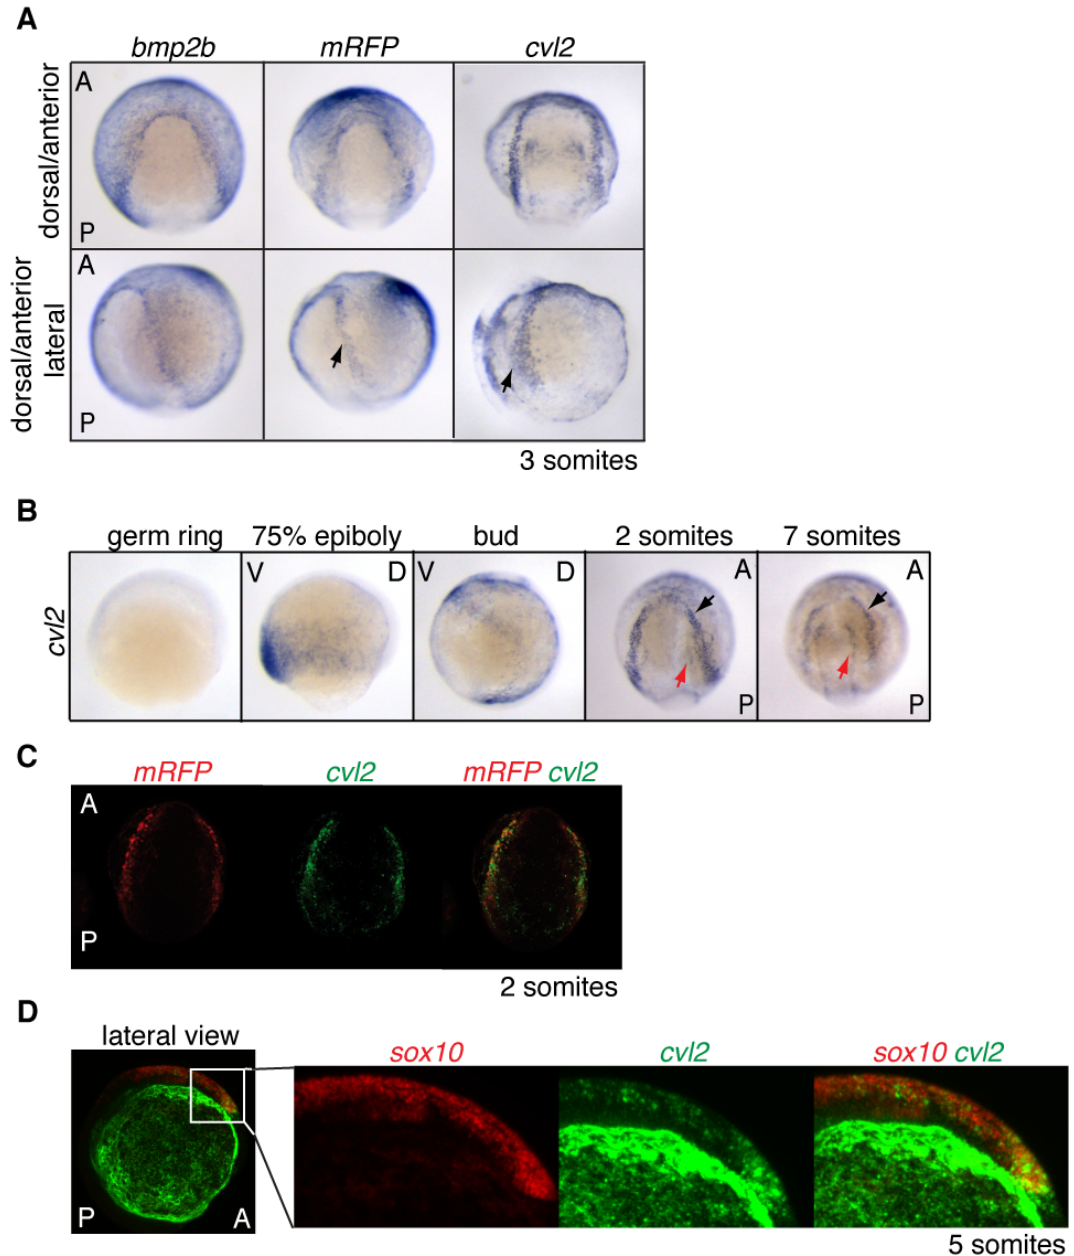 A
bmp2b mRFP cvl2
dorsal/anterior
A
P
dorsal/anterior
lateral
A
P
3 somites
B
germ ring 75% epiboly bud 2 somites 7 somites
cvl2
V D V D A A
P P
C
mRFP cvl2 mRFP cvl2
A
P
2 somites
D
lateral view
sox10 cvl2 sox10 cvl2
P A
5 somites